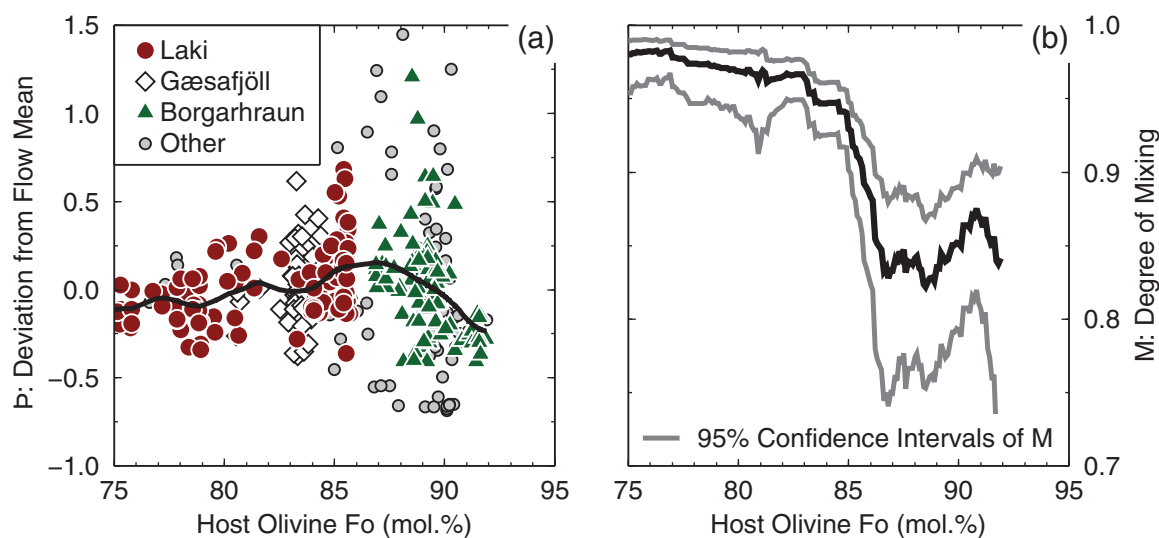 (a)
Laki
Gæsafjöll
Borgarhraun
Other
1.5
1.0
0.5
0.0
−0.5
−1.0
Þ: Deviation from Flow Mean
75 80 85 90 95
Host Olivine Fo (mol.%)
(b)
95% Confidence Intervals of M
1.0
0.9
0.8
0.7
M: Degree of Mixing
75 80 85 90 95
Host Olivine Fo (mol.%)